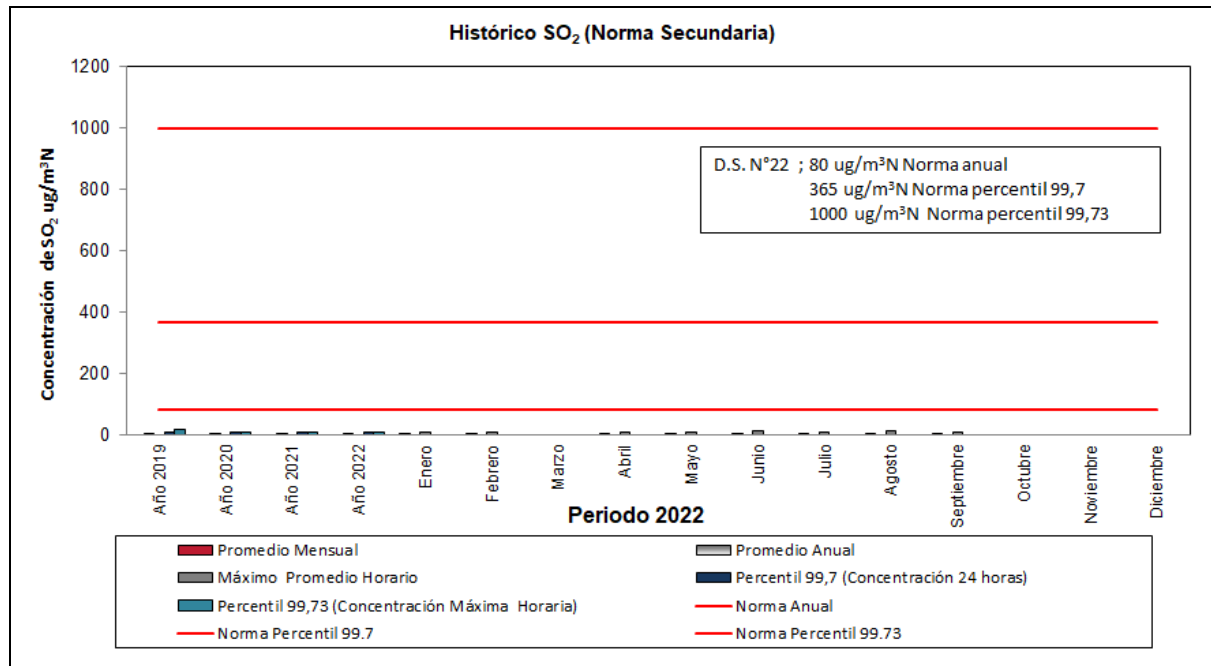 Histórico SO2 (Norma Secundaria)
Concentración de SO2 ug/m³N
1200
1000
800
600
400
200
0
D.S. N°22 ; 80 ug/m³N Norma anual
365 ug/m³N Norma percentil 99,7
1000 ug/m³N Norma percentil 99,73
Año 2019
Año 2020
Año 2021
Año 2022
Enero
Febrero
Marzo
Abril
Mayo
Junio
Julio
Agosto
Septiembre
Octubre
Noviembre
Diciembre
Periodo 2022
Promedio Mensual
Promedio Anual
Máximo Promedio Horario
Percentil 99,7 (Concentración 24 horas)
Percentil 99,73 (Concentración Máxima Horaria)
Norma Anual
Norma Percentil 99.7
Norma Percentil 99.73